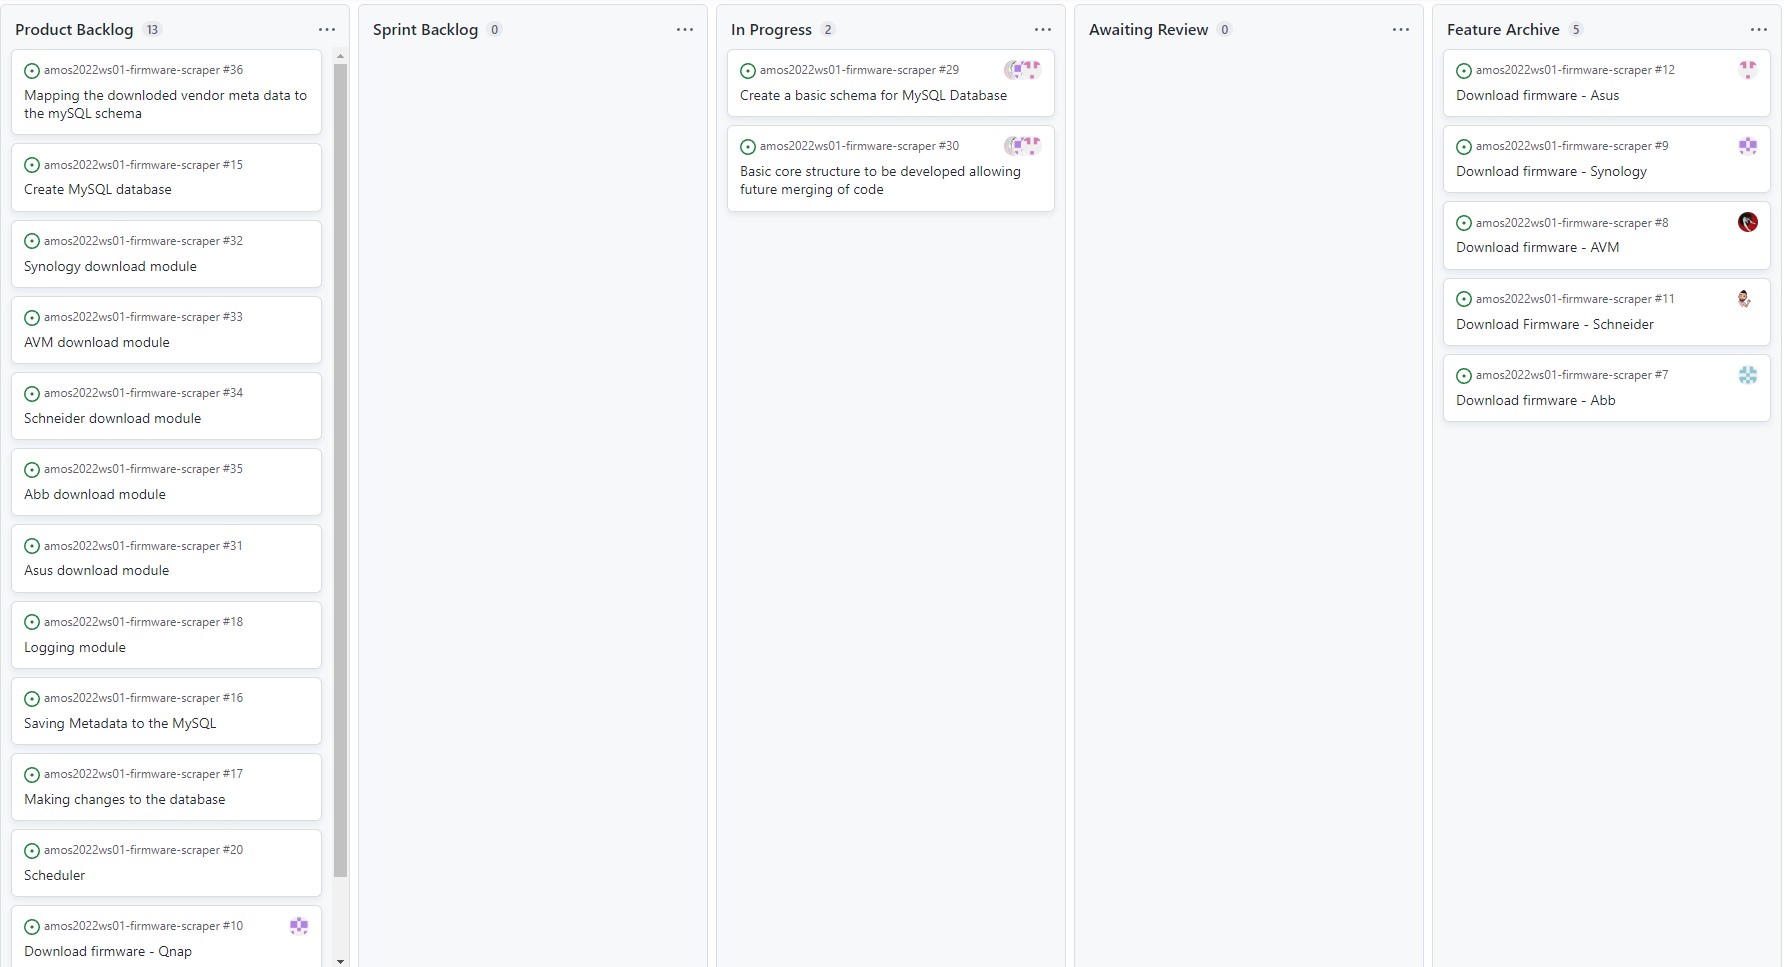 Product Backlog 13
amos2022ws01-firmware-scraper #36
Mapping the downloded vendor meta data to
the mySQL schema
amos2022ws01-firmware-scraper #15
Create MySQL database
amos2022ws01-firmware-scraper #32
Synology download module
amos2022ws01-firmware-scraper #33
AVM download module
amos2022ws01-firmware-scraper #34
Schneider download module
amos2022ws01-firmware-scraper #35
Abb download module
amos2022ws01-firmware-scraper #31
Asus download module
amos2022ws01-firmware-scraper #18
Logging module
amos2022ws01-firmware-scraper #16
Saving Metadata to the MySQL
amos2022ws01-firmware-scraper #17
Making changes to the database
amos2022ws01-firmware-scraper #20
Scheduler
amos2022ws01-firmware-scraper #10
Download firmware - Qnap
Sprint Backlog 0
In Progress 2
amos2022ws01-firmware-scraper #29
Create a basic schema for MySQL Database
amos2022ws01-firmware-scraper #30
Basic core structure to be developed allowing
future merging of code
Awaiting Review 0
Feature Archive 5
amos2022ws01-firmware-scraper #12
Download firmware - Asus
amos2022ws01-firmware-scraper #9
Download firmware - Synology
amos2022ws01-firmware-scraper #8
Download firmware - AVM
amos2022ws01-firmware-scraper #11
Download Firmware - Schneider
amos2022ws01-firmware-scraper #7
Download firmware - Abb